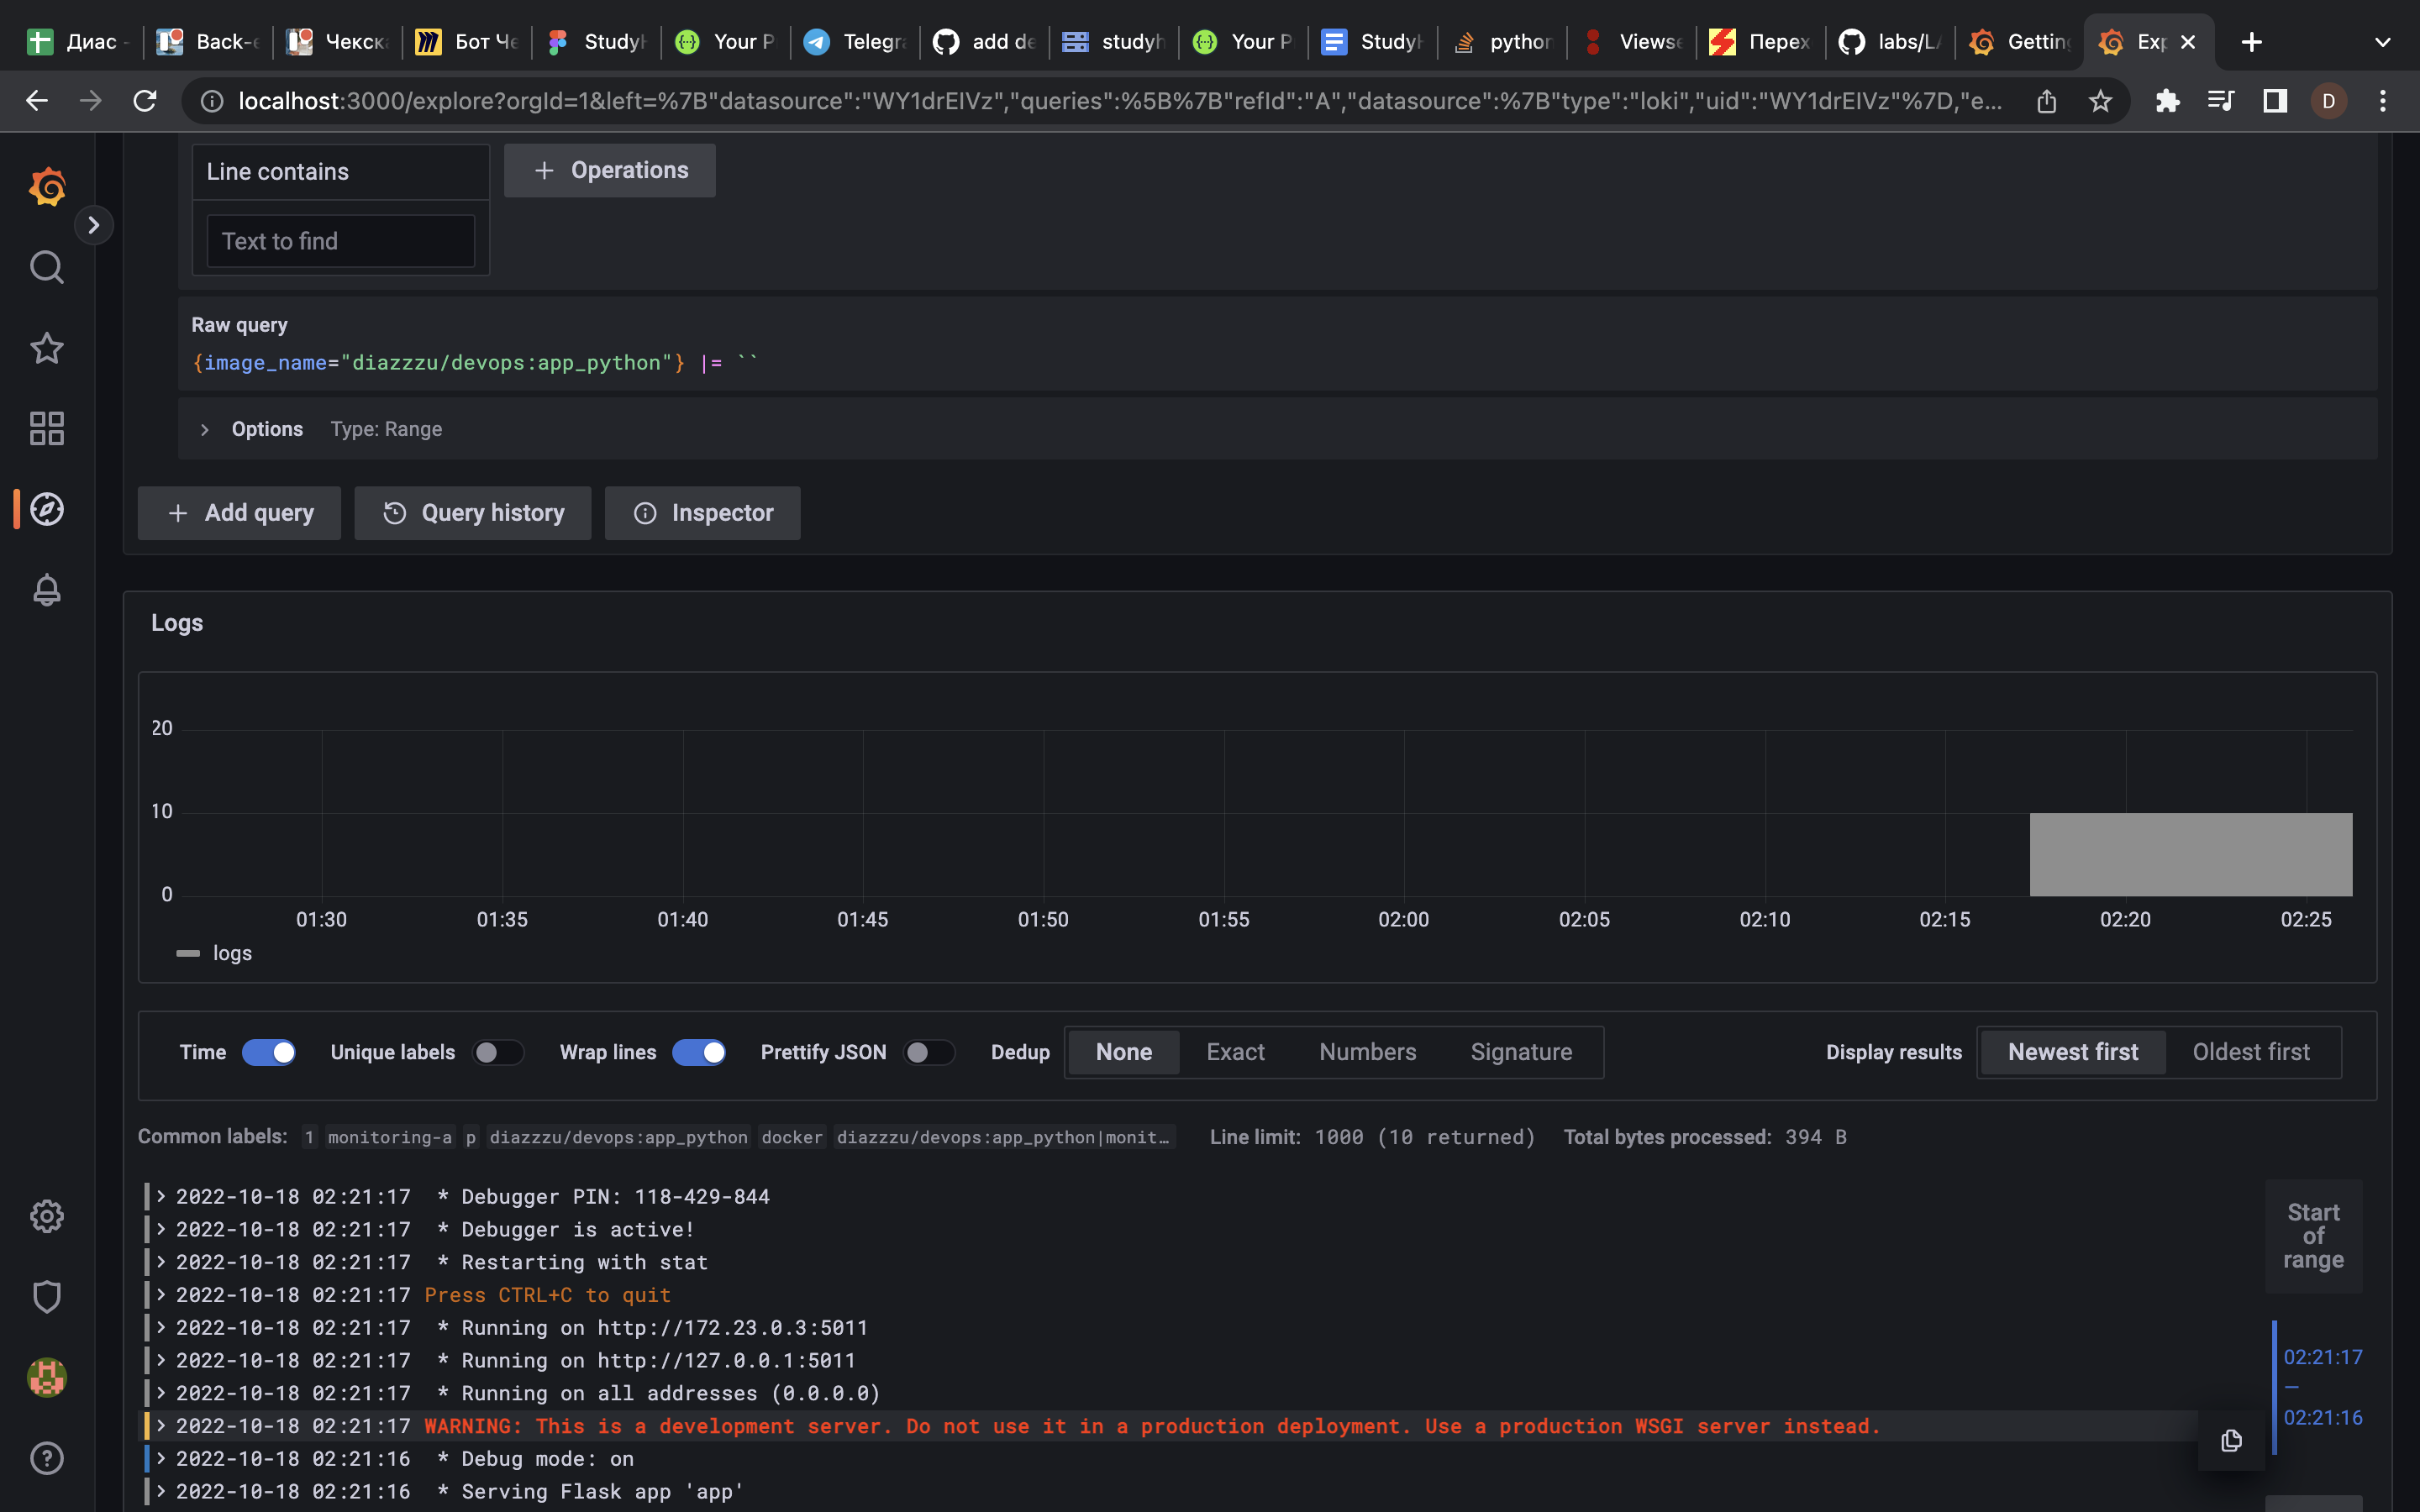 Диас -
Back-e
Чекска
Бот Че
StudyH
Your P
Telegra
add de
studyh
Your P
StudyH
python
Viewse
Перех
labs/LA
Getting
Exp
localhost:3000/explore?orgId=1&left=%7B"datasource":"WY1drEIVz","queries":%5B%7B"refId":"A","datasource":%7B"type":"loki","uid":"WY1drEIVz"%7D,"e...
D
Line contains
Operations
Text to find
Raw query
{image_name="diazzzu/devops:app_python"} |= ``
Options Type: Range
Add query
Query history
Inspector
Logs
20
10
0
01:30 01:35 01:40 01:45 01:50 01:55 02:00 02:05 02:10 02:15 02:20 02:25
logs
Time
Unique labels
Wrap lines
Prettify JSON
Dedup None Exact Numbers Signature
Display results Newest first Oldest first
Common labels: 1 monitoring-a p diazzzu/devops:app_python docker diazzzu/devops:app_python|monit… Line limit: 1000 (10 returned) Total bytes processed: 394 B
2022-10-18 02:21:17 * Debugger PIN: 118-429-844
2022-10-18 02:21:17 * Debugger is active!
2022-10-18 02:21:17 * Restarting with stat
2022-10-18 02:21:17 Press CTRL+C to quit
2022-10-18 02:21:17 * Running on http://172.23.0.3:5011
2022-10-18 02:21:17 * Running on http://127.0.0.1:5011
2022-10-18 02:21:17 * Running on all addresses (0.0.0.0)
2022-10-18 02:21:17 WARNING: This is a development server. Do not use it in a production deployment. Use a production WSGI server instead.
2022-10-18 02:21:16 * Debug mode: on
2022-10-18 02:21:16 * Serving Flask app 'app'
Start
of
range
02:21:17
—
02:21:16